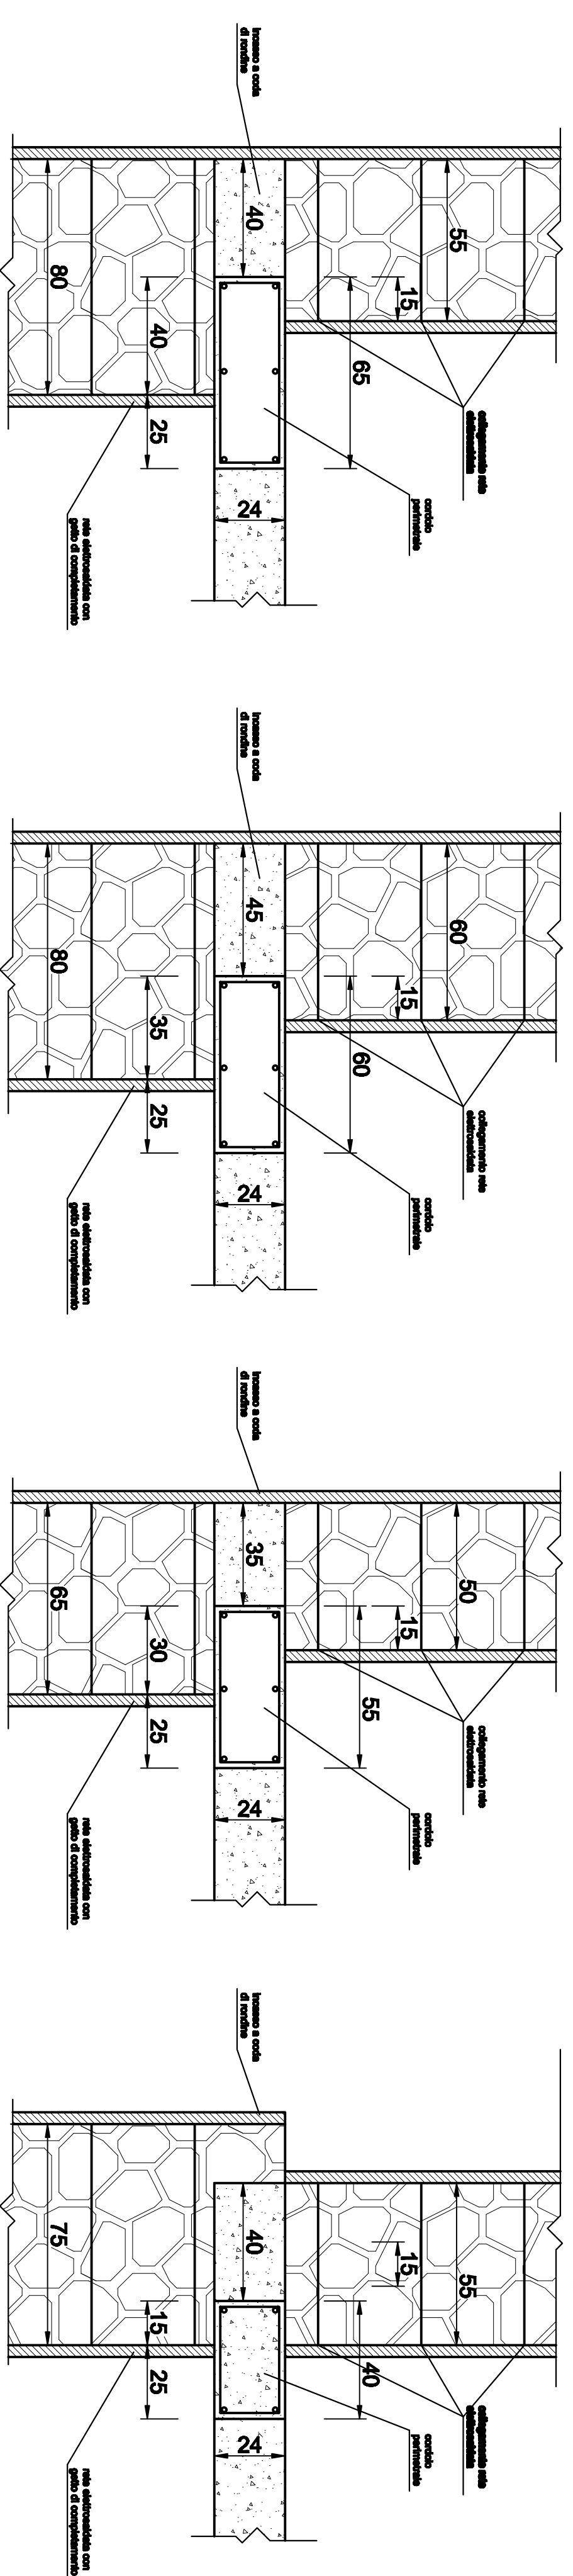 incasso a coda
di rondine
40
55
15
65
80
40
25
24
collegamento rete
elettrosaldata
cordolo
perimetrale
rete elettrosaldata con
getto di completamento
incasso a coda
di rondine
45
60
15
60
80
35
25
24
collegamento rete
elettrosaldata
cordolo
perimetrale
rete elettrosaldata con
getto di completamento
incasso a coda
di rondine
35
50
15
55
65
30
25
24
collegamento rete
elettrosaldata
cordolo
perimetrale
rete elettrosaldata con
getto di completamento
incasso a coda
di rondine
40
55
15
40
75
15
25
24
collegamento rete
elettrosaldata
cordolo
perimetrale
rete elettrosaldata con
getto di completamento